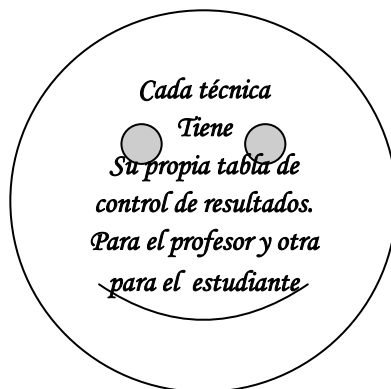 Cada técnica
Tiene
Su propia tabla de
control de resultados.
Para el profesor y otra
para el estudiante